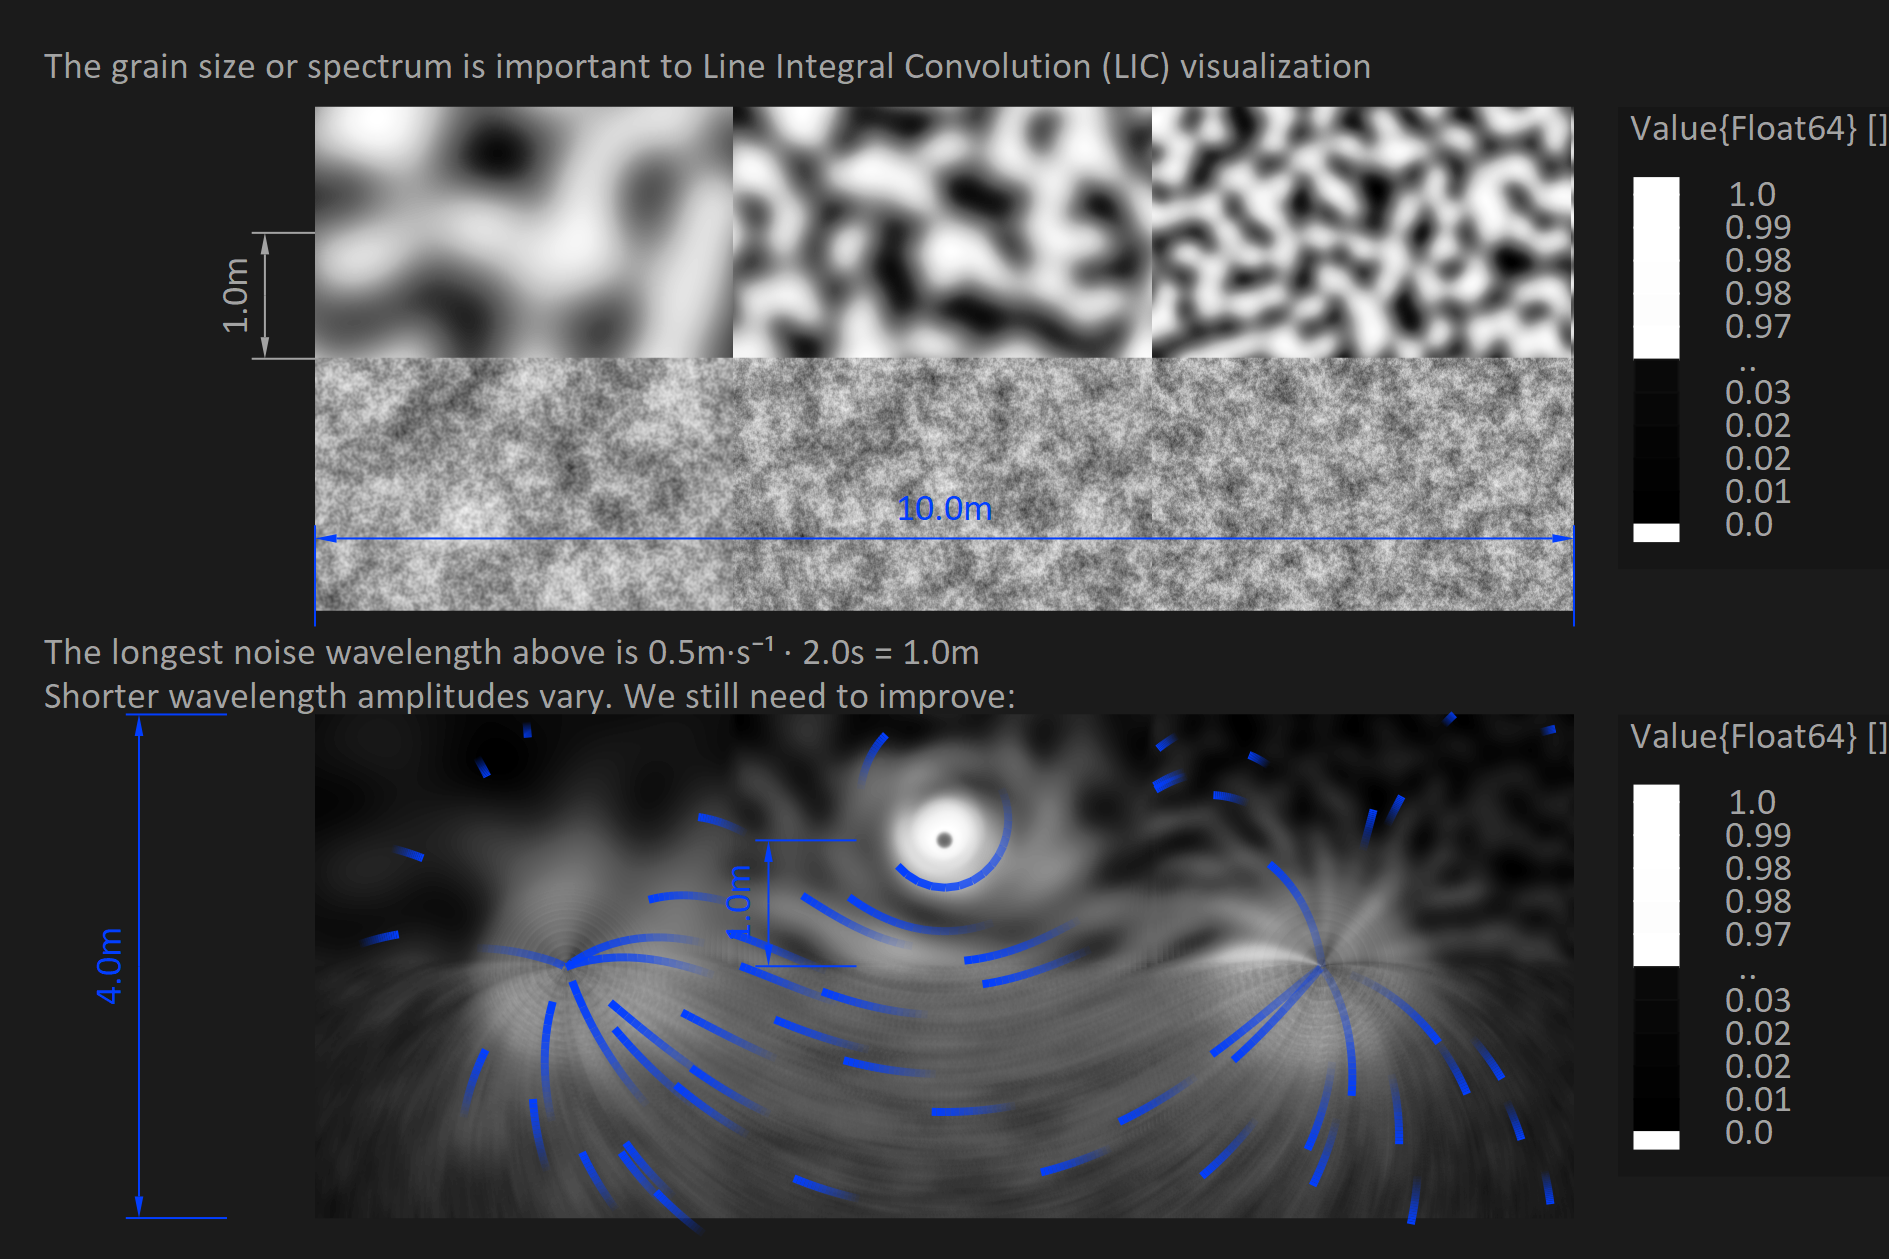 The grain size or spectrum is important to Line Integral Convolution (LIC) visualization
Value{Float64} []
1.0
0.99
0.98
0.98
0.97
..
0.03
0.02
0.02
0.01
0.0
1.0m
10.0m
The longest noise wavelength above is 0.5m·s⁻¹ · 2.0s = 1.0m
Shorter wavelength amplitudes vary. We still need to improve:
Value{Float64} []
1.0
0.99
0.98
0.98
0.97
..
0.03
0.02
0.02
0.01
0.0
1.0m
4.0m